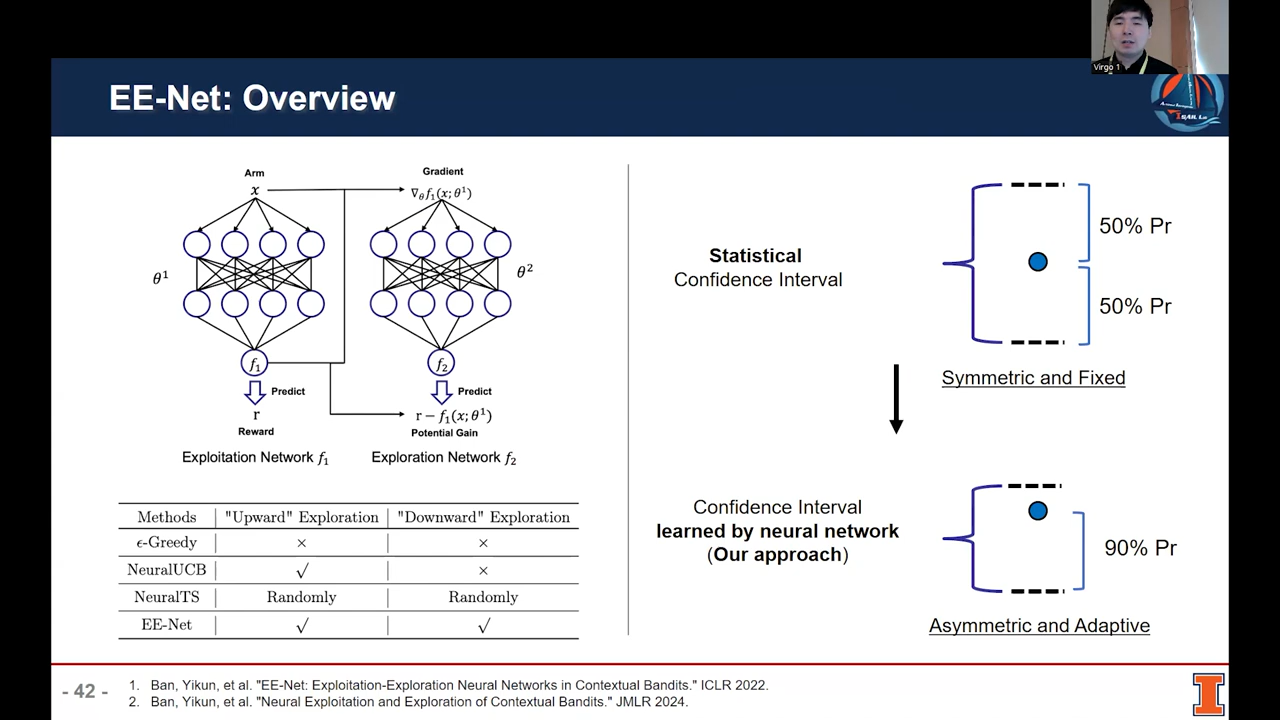 Virgo 1
EE-Net: Overview
Arm
x
Gradient
∇θf₁(x; θ¹)
θ¹
θ²
f₁
f₂
Predict
Predict
r
r − f₁(x; θ¹)
Reward
Potential Gain
Exploitation Network f₁
Exploration Network f₂
Methods "Upward" Exploration "Downward" Exploration
ϵ-Greedy × ×
NeuralUCB √ ×
NeuralTS Randomly Randomly
EE-Net √ √
Statistical
Confidence Interval
50% Pr
50% Pr
Symmetric and Fixed
Confidence Interval
learned by neural network
(Our approach)
90% Pr
Asymmetric and Adaptive
- 42 -
1. Ban, Yikun, et al. "EE-Net: Exploitation-Exploration Neural Networks in Contextual Bandits." ICLR 2022.
2. Ban, Yikun, et al. "Neural Exploitation and Exploration of Contextual Bandits." JMLR 2024.